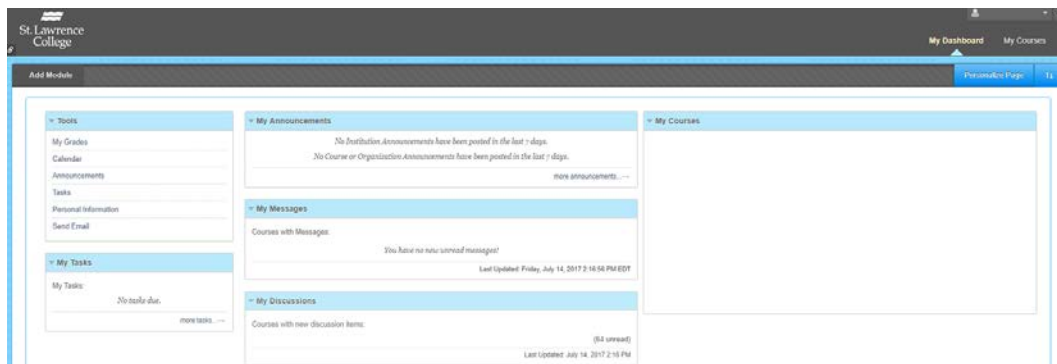 St. Lawrence
College
My Dashboard
My Courses
Add Module
Personalize Page
Tools
My Grades
Calendar
Announcements
Tasks
Personal Information
Send Email
My Tasks
My Tasks:
No tasks due.
more tasks...
My Announcements
No Institution Announcements have been posted in the last 7 days.
No Course or Organization Announcements have been posted in the last 7 days.
more announcements...
My Messages
Courses with Messages:
You have no new unread messages!
Last Updated: Friday, July 14, 2017 2:16:56 PM EDT
My Discussions
Courses with new discussion items:
(64 unread)
Last Updated: July 14, 2017 2:16 PM
My Courses